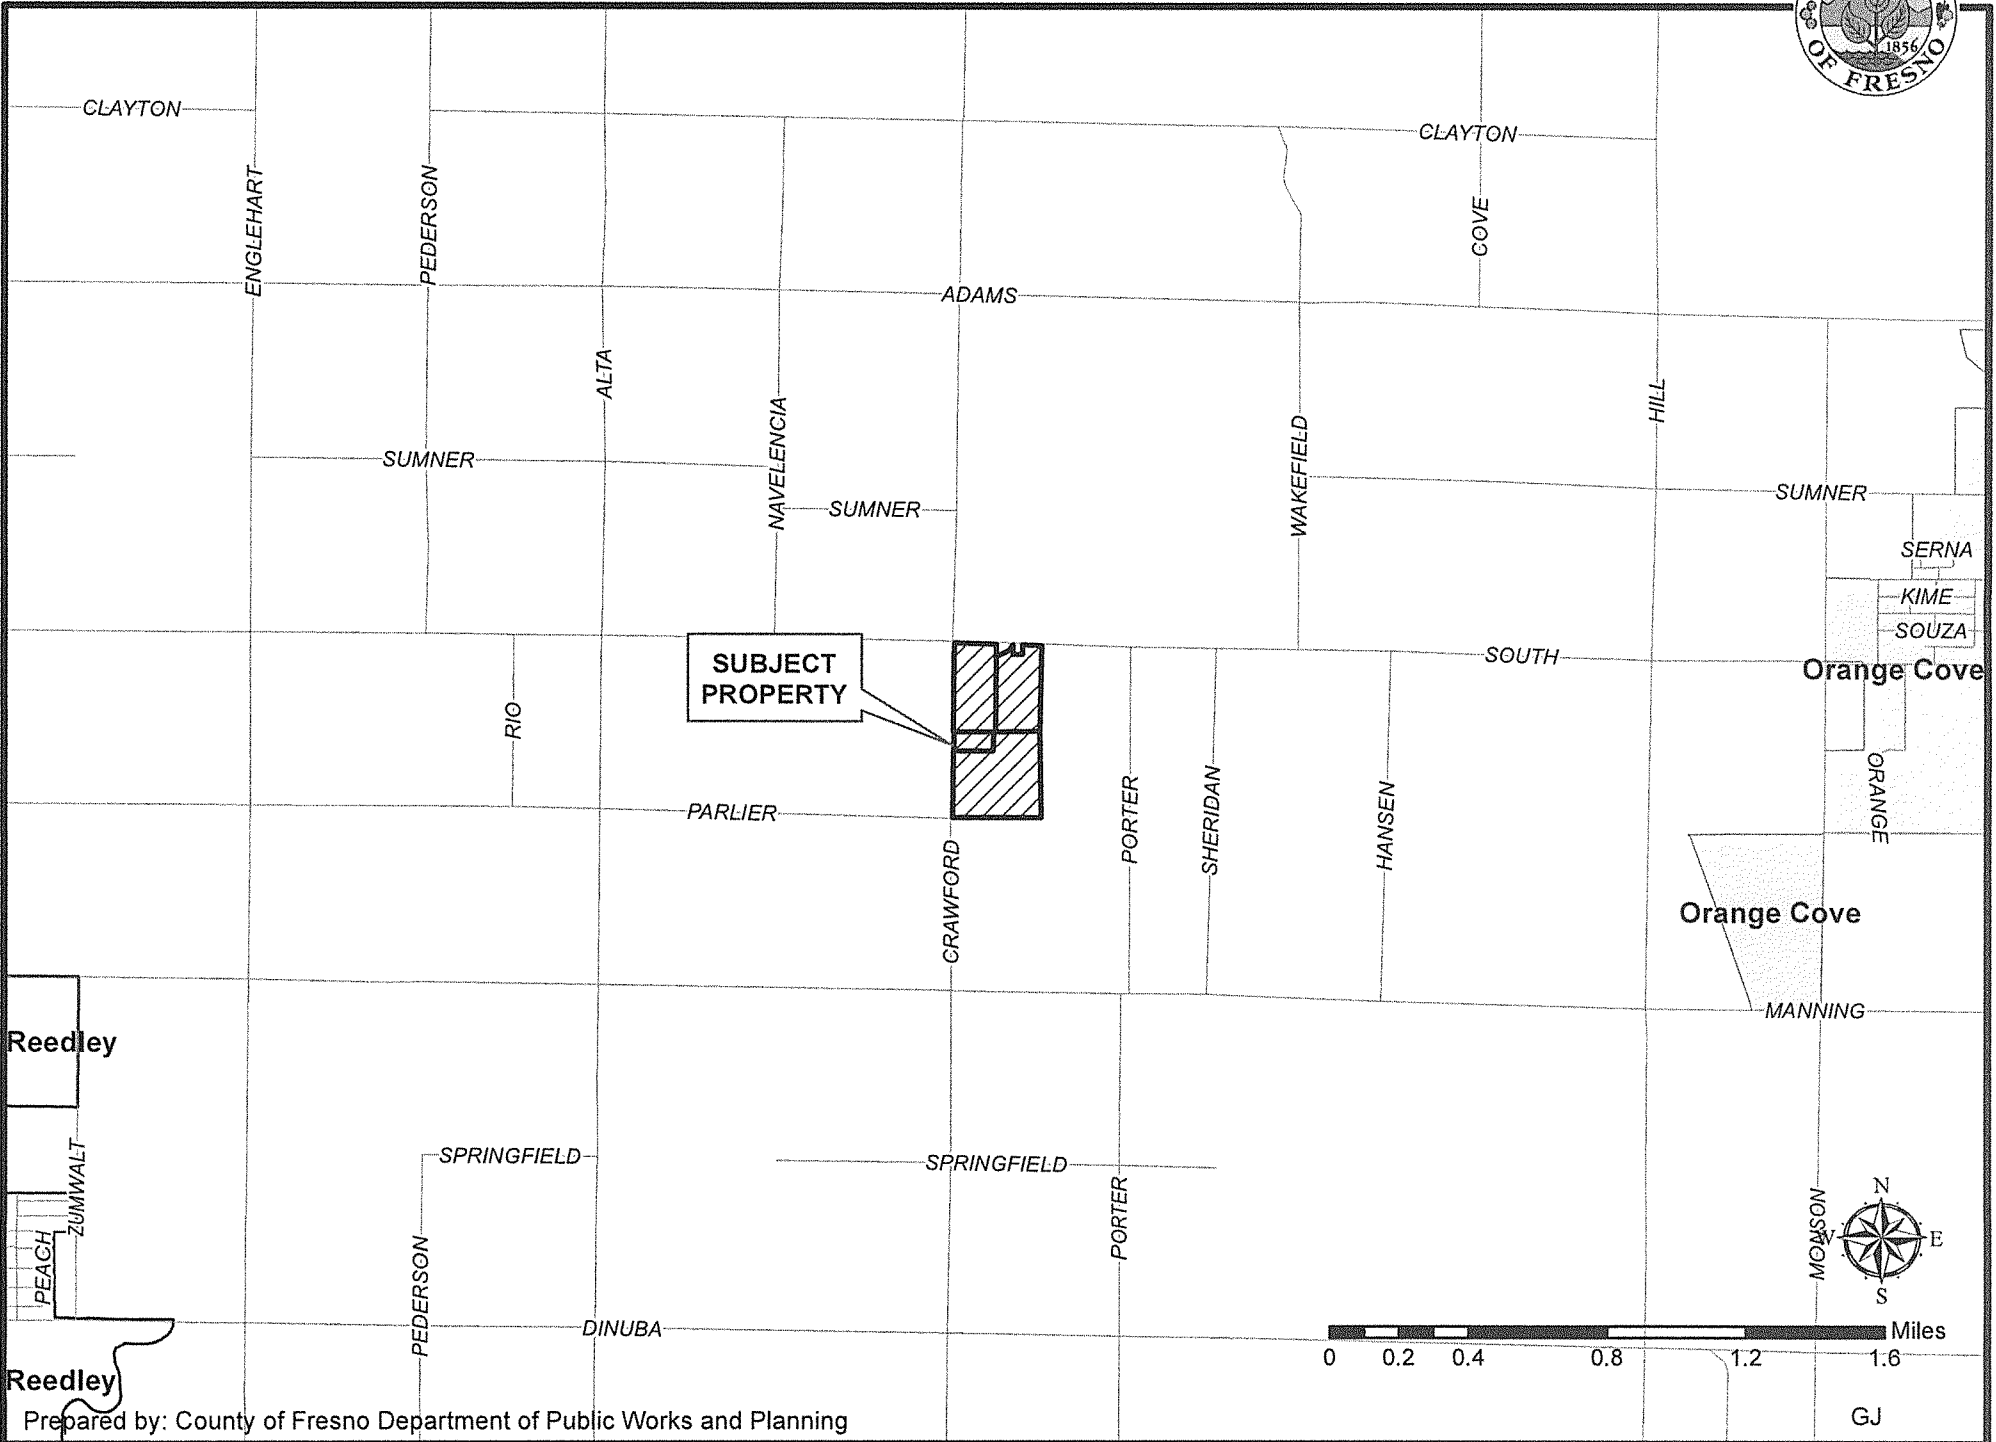 1856
OF FRESNO
CLAYTON
CLAYTON
ENGLEHART
PEDERSON
COVE
ADAMS
ALTA
NAVELENCIA
HILL
WAKEFIELD
SUMNER
SUMNER
SUMNER
SERNA
KIME
SOUZA
SUBJECT
PROPERTY
SOUTH
Orange Cove
RIO
ORANGE
PARLIER
PORTER
SHERIDAN
HANSEN
CRAWFORD
Orange Cove
MANNING
Reedley
ZUMWALT
SPRINGFIELD
SPRINGFIELD
PORTER
MONSON
N
W
E
S
PEACH
PEDERSON
DINUBA
Miles
0 0.2 0.4 0.8 1.2 1.6
Reedley
Prepared by: County of Fresno Department of Public Works and Planning
GJ